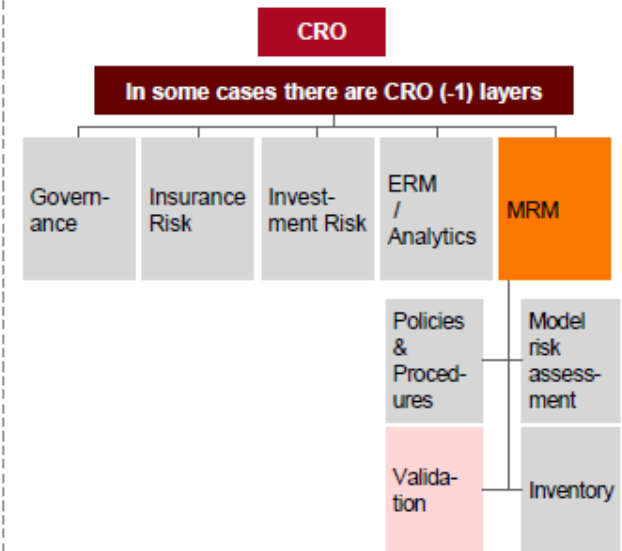 CRO
In some cases there are CRO (-1) layers
Govern-
ance
Insurance
Risk
Invest-
ment Risk
ERM
/
Analytics
MRM
Policies
&
Proced-
ures
Model
risk
assess-
ment
Valida-
tion
Inventory